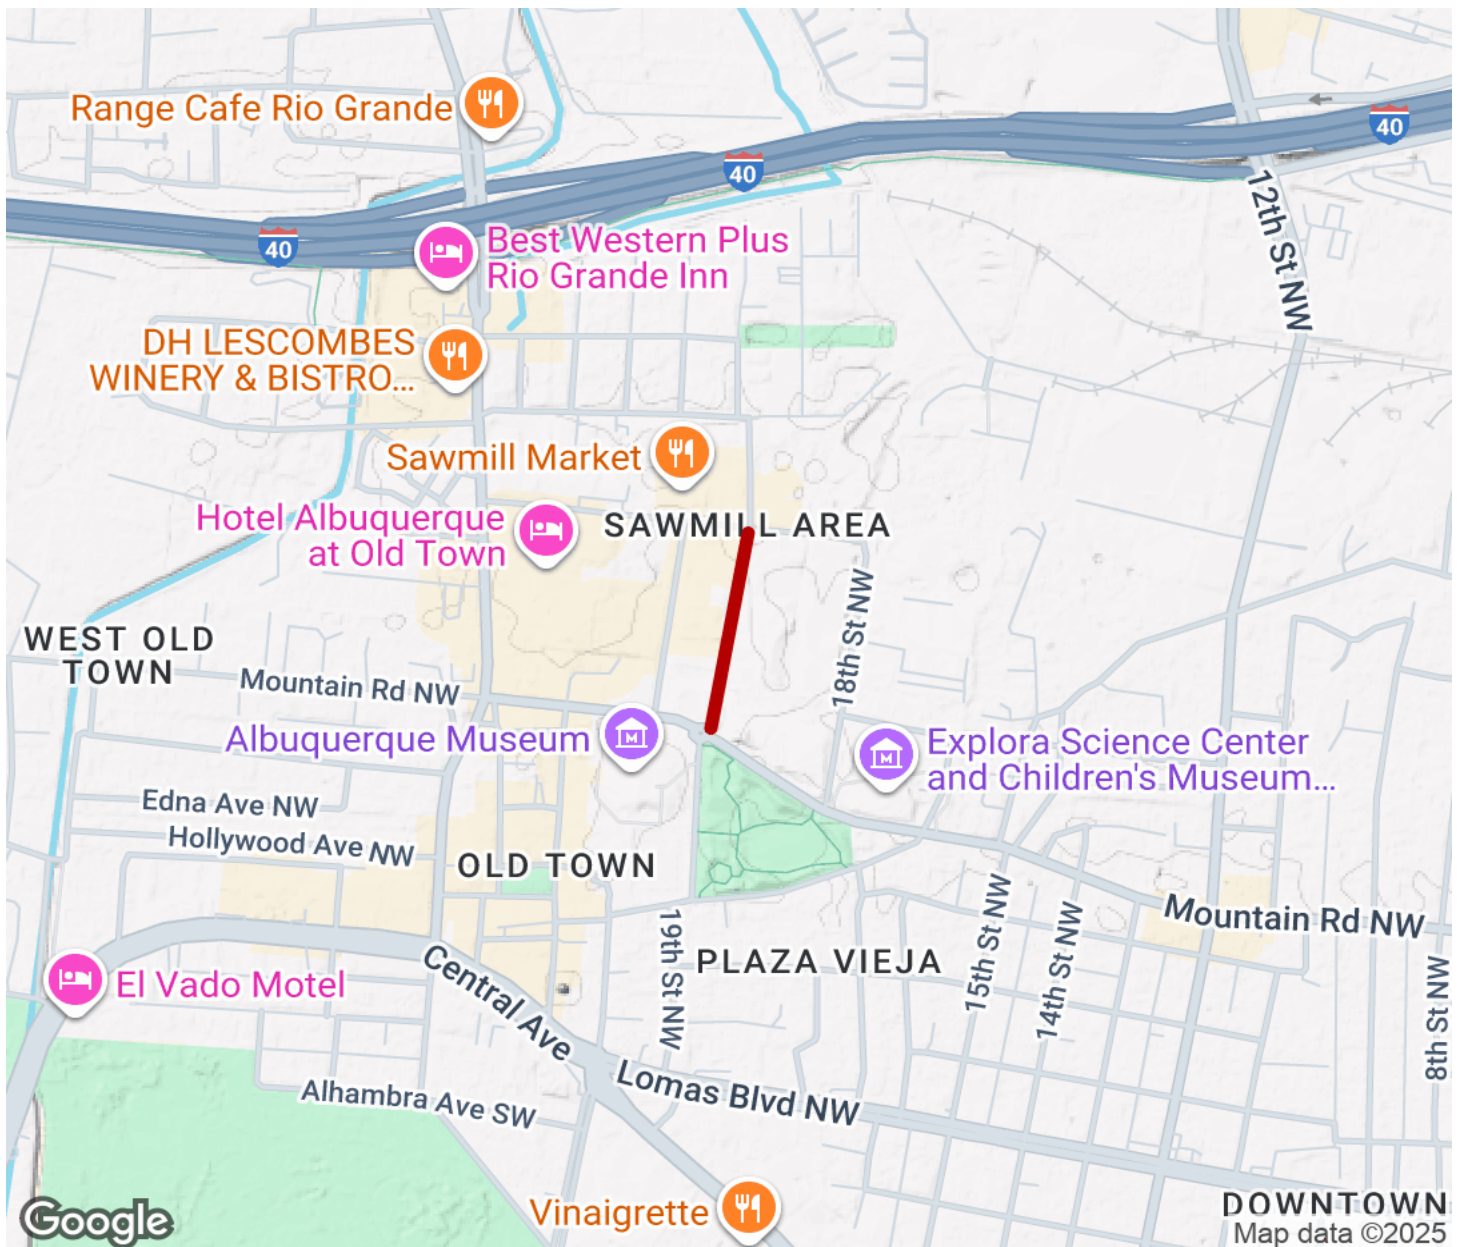 Range Cafe Rio Grande
40
40
40
12th St NW
Best Western Plus
Rio Grande Inn
DH LESCOMBES
WINERY & BISTRO...
Sawmill Market
Hotel Albuquerque
at Old Town
SAWMILL AREA
18th St NW
WEST OLD
TOWN
Mountain Rd NW
Albuquerque Museum
Explora Science Center
and Children's Museum...
Edna Ave NW
Hollywood Ave NW
OLD TOWN
19th St NW
PLAZA VIEJA
15th St NW
14th St NW
Mountain Rd NW
8th St NW
El Vado Motel
Central Ave
Alhambra Ave SW
Lomas Blvd NW
Vinaigrette
DOWNTOWN
Google
Map data ©2025